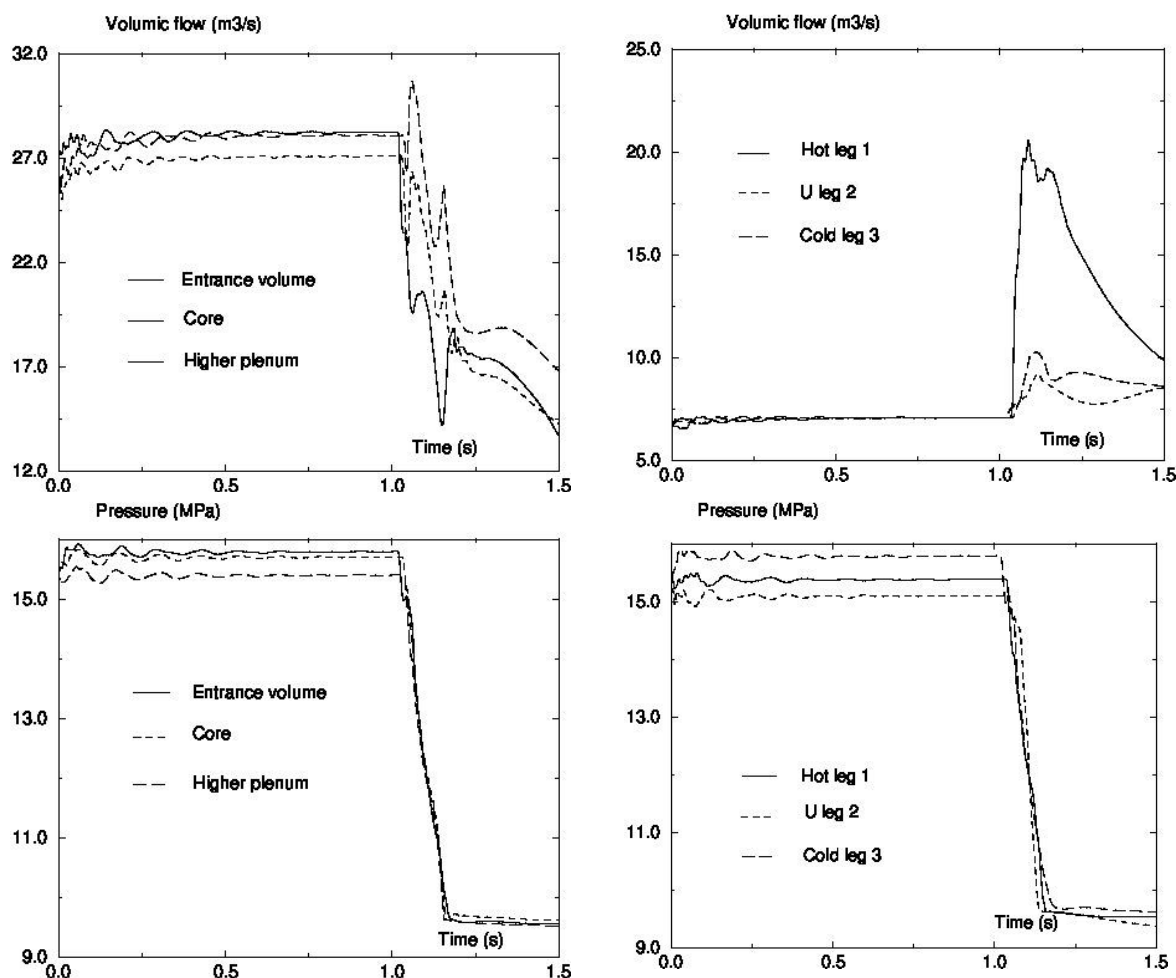 Volumic flow (m3/s)
32.0
27.0
22.0
17.0
12.0
Entrance volume
Core
Higher plenum
Time (s)
0.0 0.5 1.0 1.5
Volumic flow (m3/s)
25.0
20.0
15.0
10.0
5.0
Hot leg 1
U leg 2
Cold leg 3
Time (s)
0.0 0.5 1.0 1.5
Pressure (MPa)
15.0
13.0
11.0
9.0
Entrance volume
Core
Higher plenum
Time (s)
0.0 0.5 1.0 1.5
Pressure (MPa)
15.0
13.0
11.0
9.0
Hot leg 1
U leg 2
Cold leg 3
Time (s)
0.0 0.5 1.0 1.5